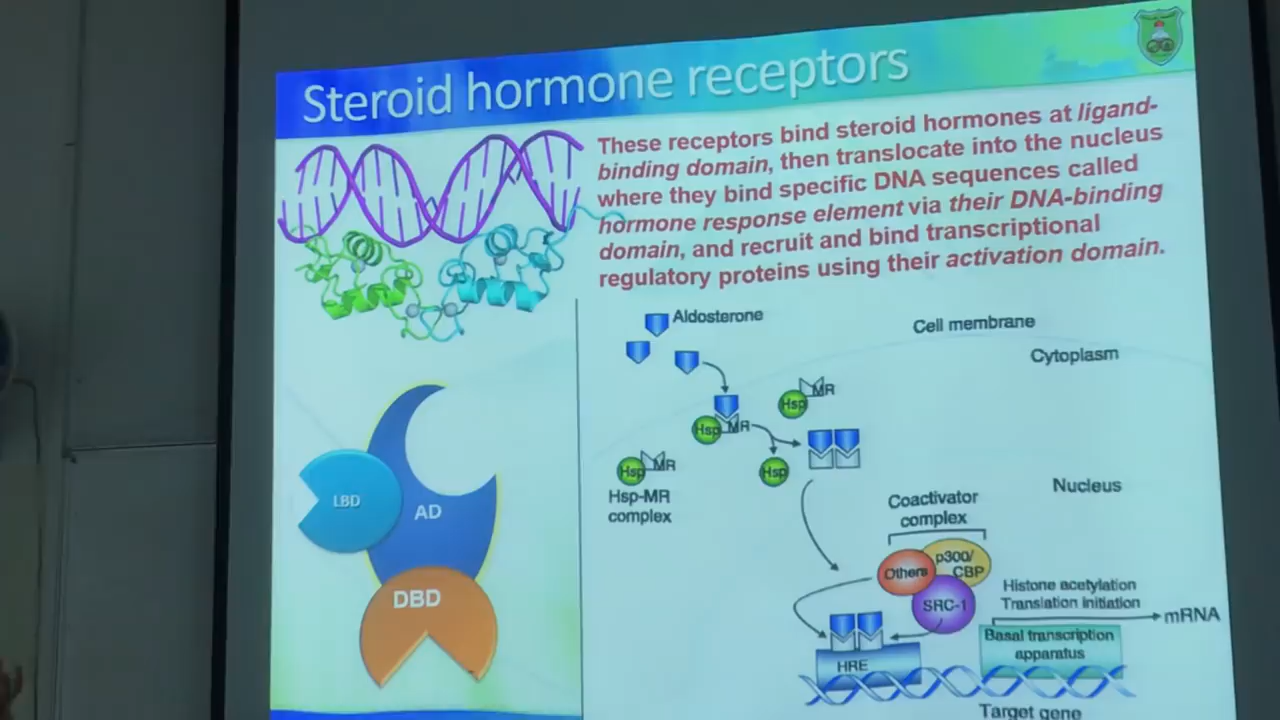 Steroid hormone receptors
These receptors bind steroid hormones at ligand-
binding domain, then translocate into the nucleus
where they bind specific DNA sequences called
hormone response element via their DNA-binding
domain, and recruit and bind transcriptional
regulatory proteins using their activation domain.
LBD
AD
DBD
Aldosterone
Cell membrane
Cytoplasm
Hsp MR
Hsp MR
Hsp
Hsp MR
Hsp-MR
complex
Nucleus
Coactivator
complex
Others
p300/
CBP
SRC-1
Histone acetylation
Translation initiation
mRNA
Basal transcription
apparatus
HRE
Target gene